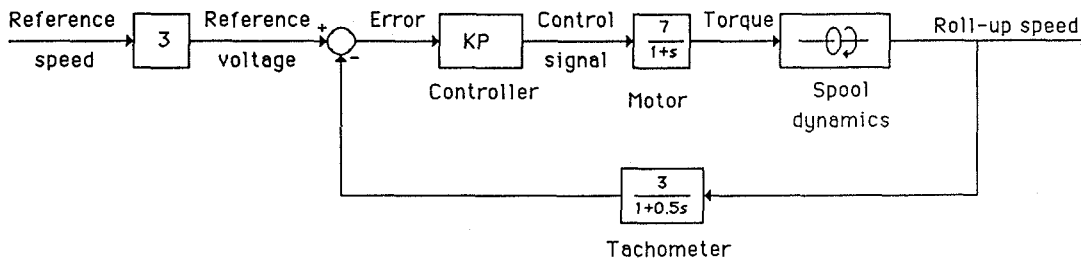 Reference
speed
3
Reference
voltage
+
-
Error
KP
Controller
Control
signal
7
1+s
Motor
Torque
Spool
dynamics
Roll-up speed
3
1+0.5s
Tachometer